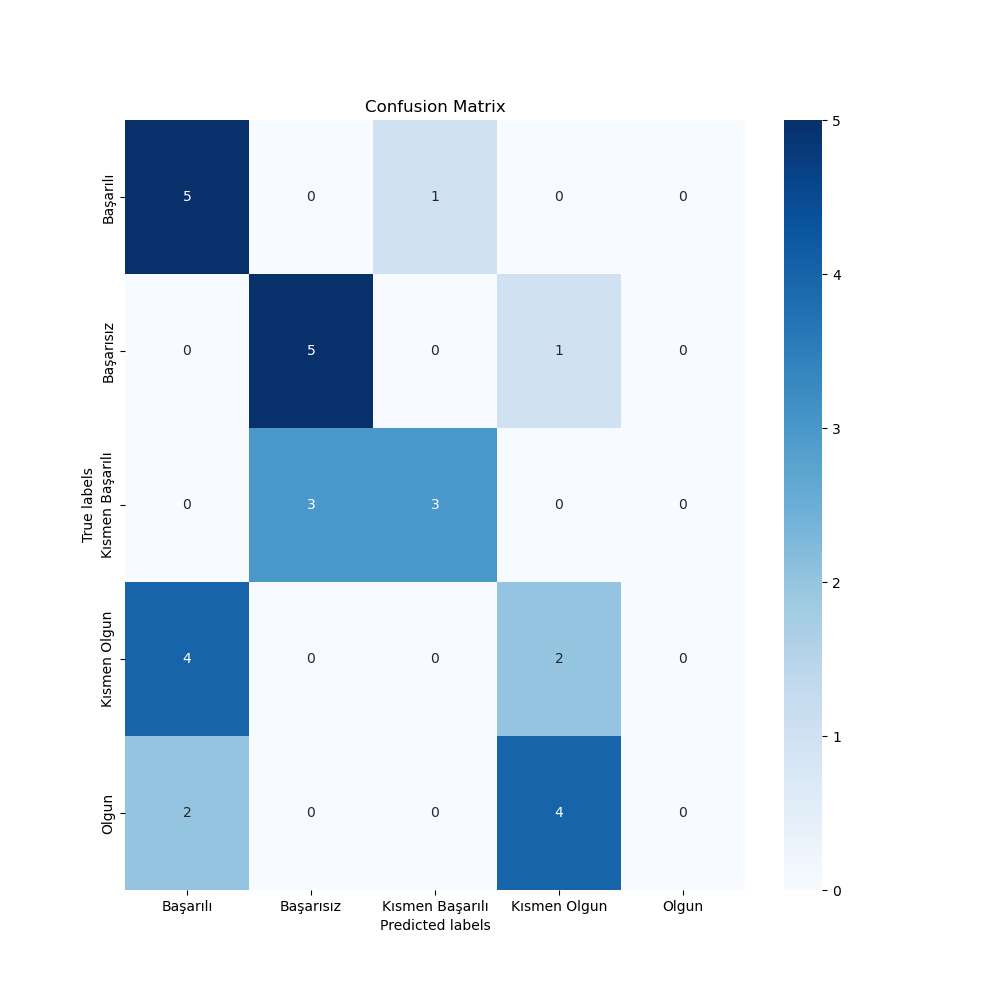 Confusion Matrix
Başarılı
5 0 1 0 0
Başarısız
0 5 0 1 0
True labels
Kısmen Başarılı
0 3 3 0 0
Kısmen Olgun
4 0 0 2 0
Olgun
2 0 0 4 0
Başarılı Başarısız Kısmen Başarılı Kısmen Olgun Olgun
Predicted labels
5
4
3
2
1
0